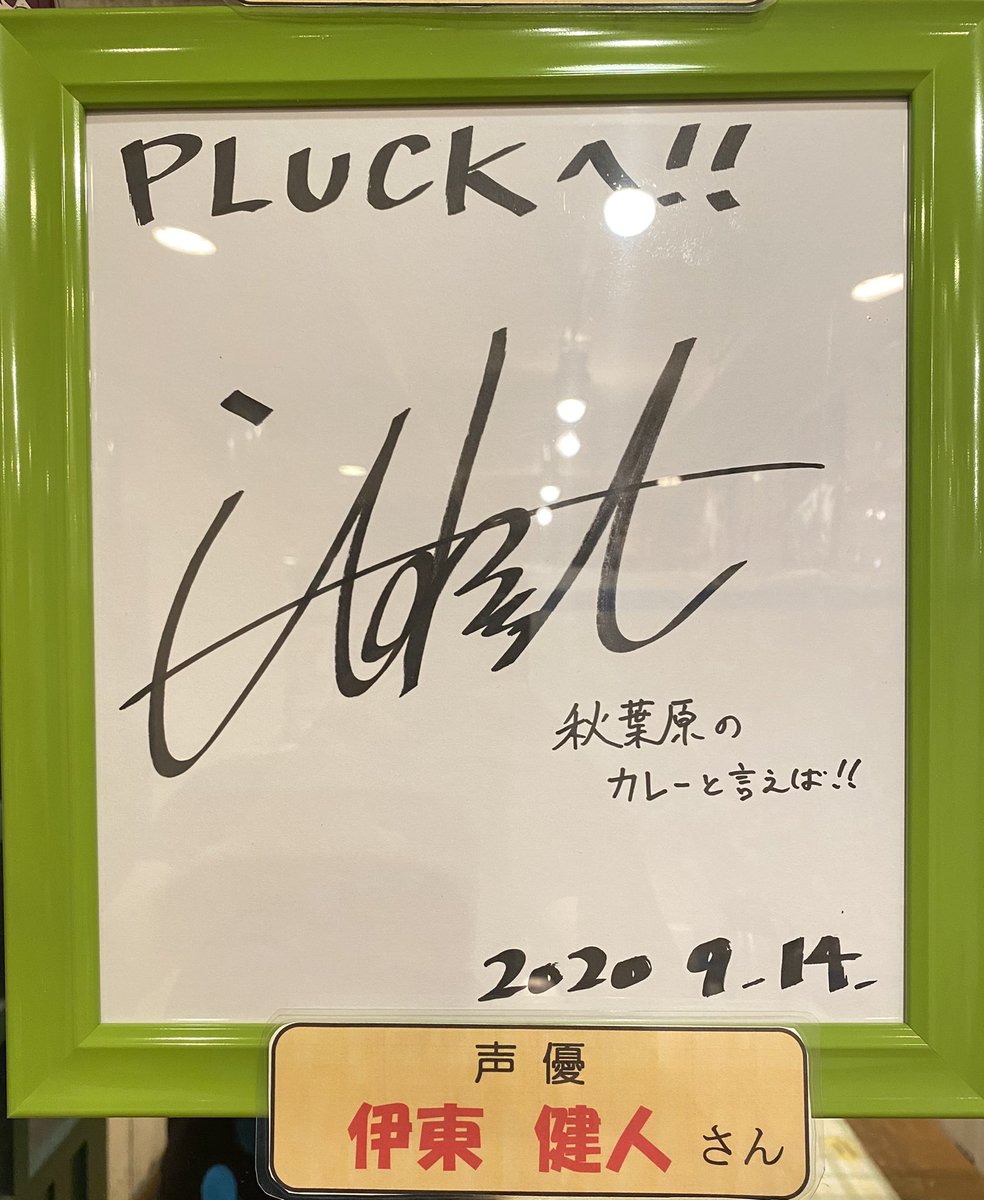 PLUCKへ!!
秋葉原の
カレーと言えば!!
2020 9.14.
声優
伊東 健人 さん